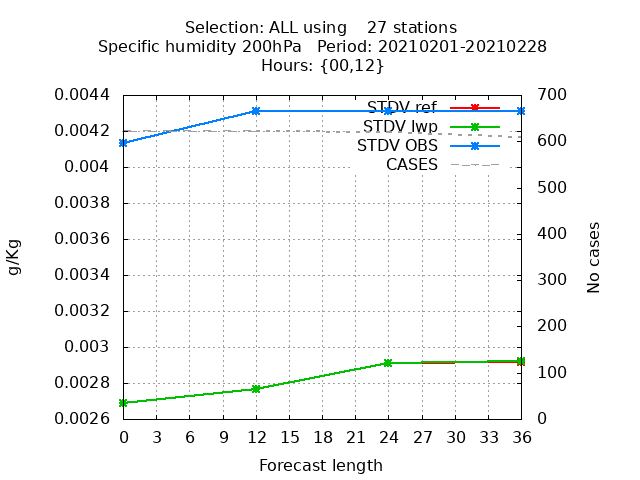 Selection: ALL using    27 stations
Specific humidity 200hPa   Period: 20210201-20210228
Hours: {00,12}
STDV ref
STDV lwp
STDV OBS
CASES
0.0044
0.0042
0.004
0.0038
0.0036
0.0034
0.0032
0.003
0.0028
0.0026
g/Kg
700
600
500
400
300
200
100
0
No cases
0 3 6 9 12 15 18 21 24 27 30 33 36
Forecast length